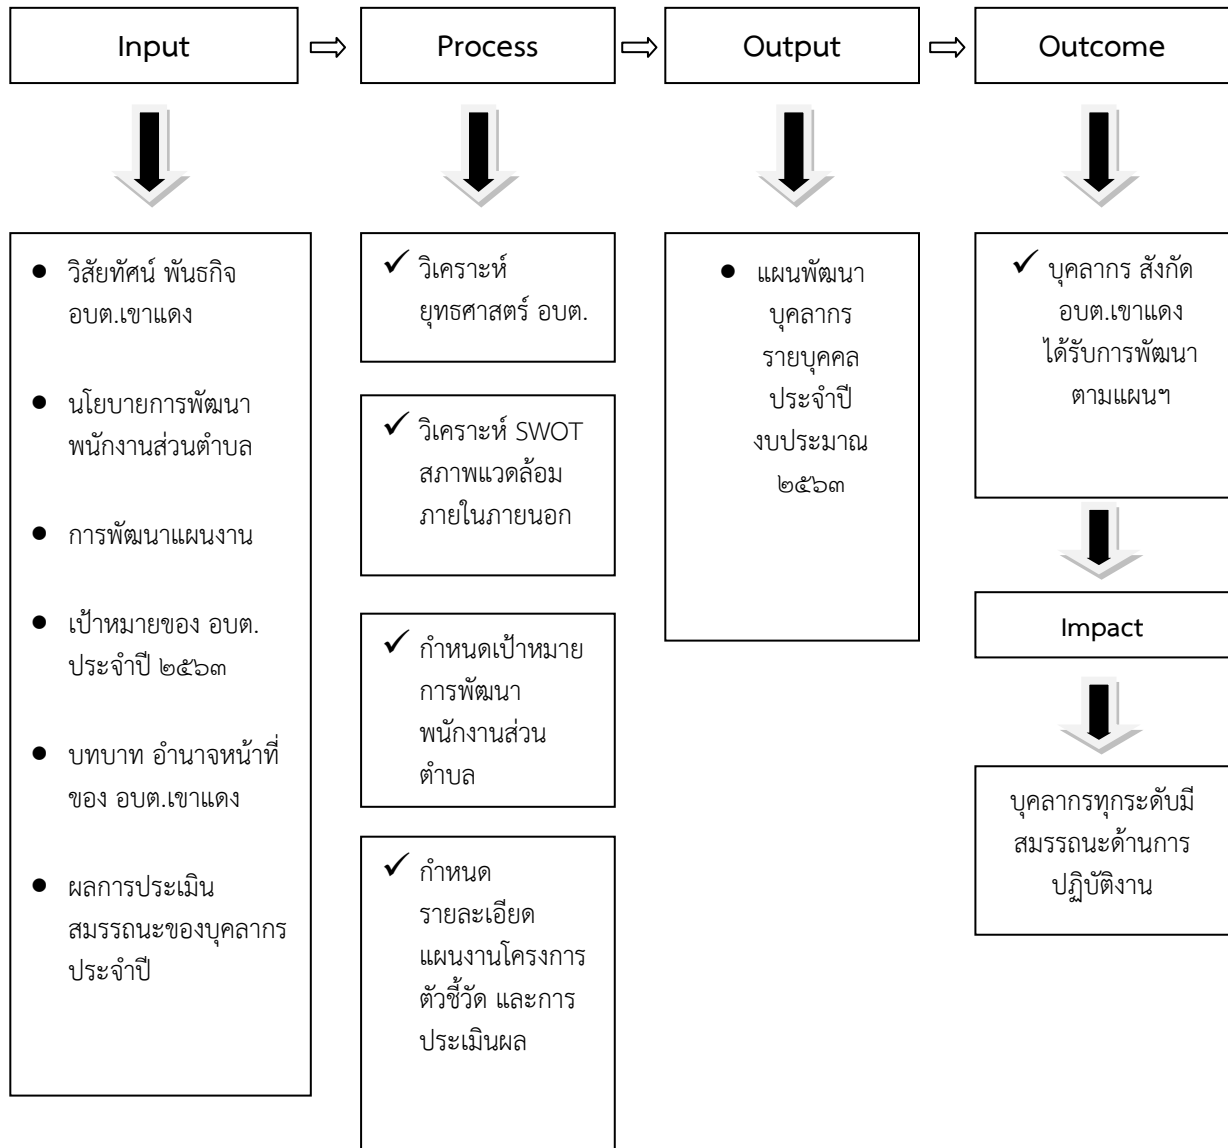 Input
Process
Output
Outcome
วิสัยทัศน์ พันธกิจ
อบต.เขาแดง
นโยบายการพัฒนา
พนักงานส่วนตำบล
การพัฒนาแผนงาน
เป้าหมายของ อบต.
ประจำปี ๒๕๖๓
บทบาท อำนาจหน้าที่
ของ อบต.เขาแดง
ผลการประเมิน
สมรรถนะของบุคลากร
ประจำปี
วิเคราะห์
ยุทธศาสตร์ อบต.
วิเคราะห์ SWOT
สภาพแวดล้อม
ภายในภายนอก
กำหนดเป้าหมาย
การพัฒนา
พนักงานส่วน
ตำบล
กำหนด
รายละเอียด
แผนงานโครงการ
ตัวชี้วัด และการ
ประเมินผล
แผนพัฒนา
บุคลากร
รายบุคคล
ประจำปี
งบประมาณ
๒๕๖๓
บุคลากร สังกัด
อบต.เขาแดง
ได้รับการพัฒนา
ตามแผนฯ
Impact
บุคลากรทุกระดับมี
สมรรถนะด้านการ
ปฏิบัติงาน